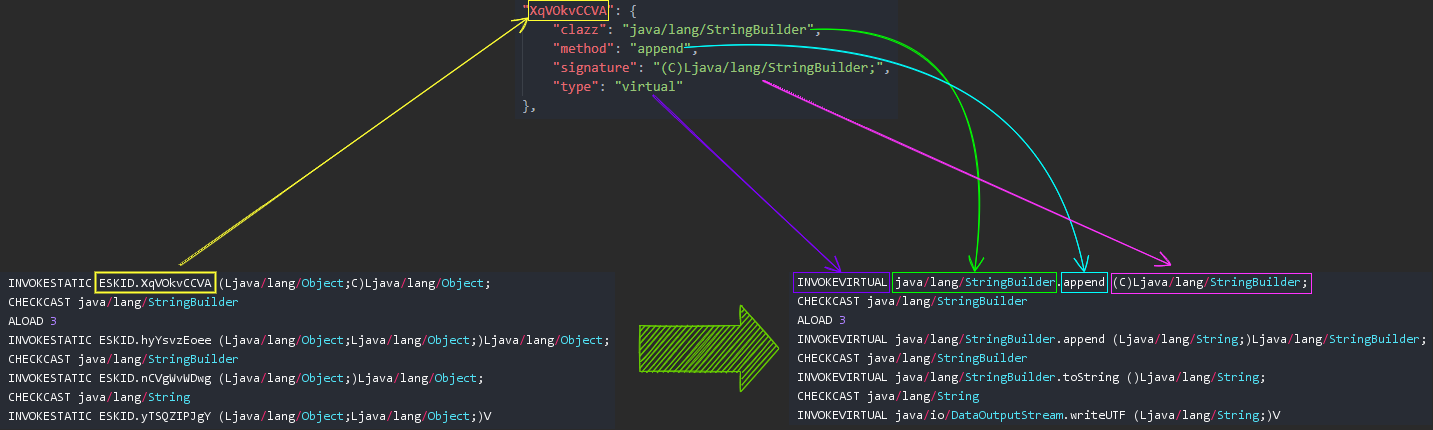 "XqVOkvCCVA": {
"clazz": "java/lang/StringBuilder",
"method": "append",
"signature": "(C)Ljava/lang/StringBuilder;",
"type": "virtual"
},
INVOKESTATIC ESKID.XqVOkvCCVA (Ljava/lang/Object;C)Ljava/lang/Object;
CHECKCAST java/lang/StringBuilder
ALOAD 3
INVOKESTATIC ESKID.hyYsvzEoee (Ljava/lang/Object;Ljava/lang/Object;)Ljava/lang/Object;
CHECKCAST java/lang/StringBuilder
INVOKESTATIC ESKID.nCVgWvWDwg (Ljava/lang/Object;)Ljava/lang/Object;
CHECKCAST java/lang/String
INVOKESTATIC ESKID.yTSQZIPJgY (Ljava/lang/Object;Ljava/lang/Object;)V
INVOKEVIRTUAL java/lang/StringBuilder.append (C)Ljava/lang/StringBuilder;
CHECKCAST java/lang/StringBuilder
ALOAD 3
INVOKEVIRTUAL java/lang/StringBuilder.append (Ljava/lang/String;)Ljava/lang/StringBuilder;
CHECKCAST java/lang/StringBuilder
INVOKEVIRTUAL java/lang/StringBuilder.toString ()Ljava/lang/String;
CHECKCAST java/lang/String
INVOKEVIRTUAL java/io/DataOutputStream.writeUTF (Ljava/lang/String;)V